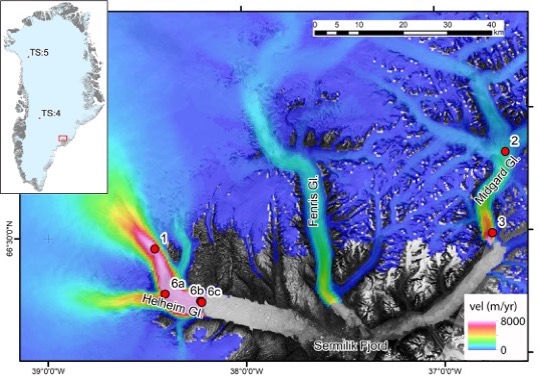 TS:5
TS:4
0 5 10 20 30 40
km
2
Midgard Gl.
Fenris Gl.
3
1
66°30'0"N
6a 6b 6c
Helheim Gl.
vel (m/yr)
8000
0
Sermilik Fjord
39°0'0"W 38°0'0"W 37°0'0"W